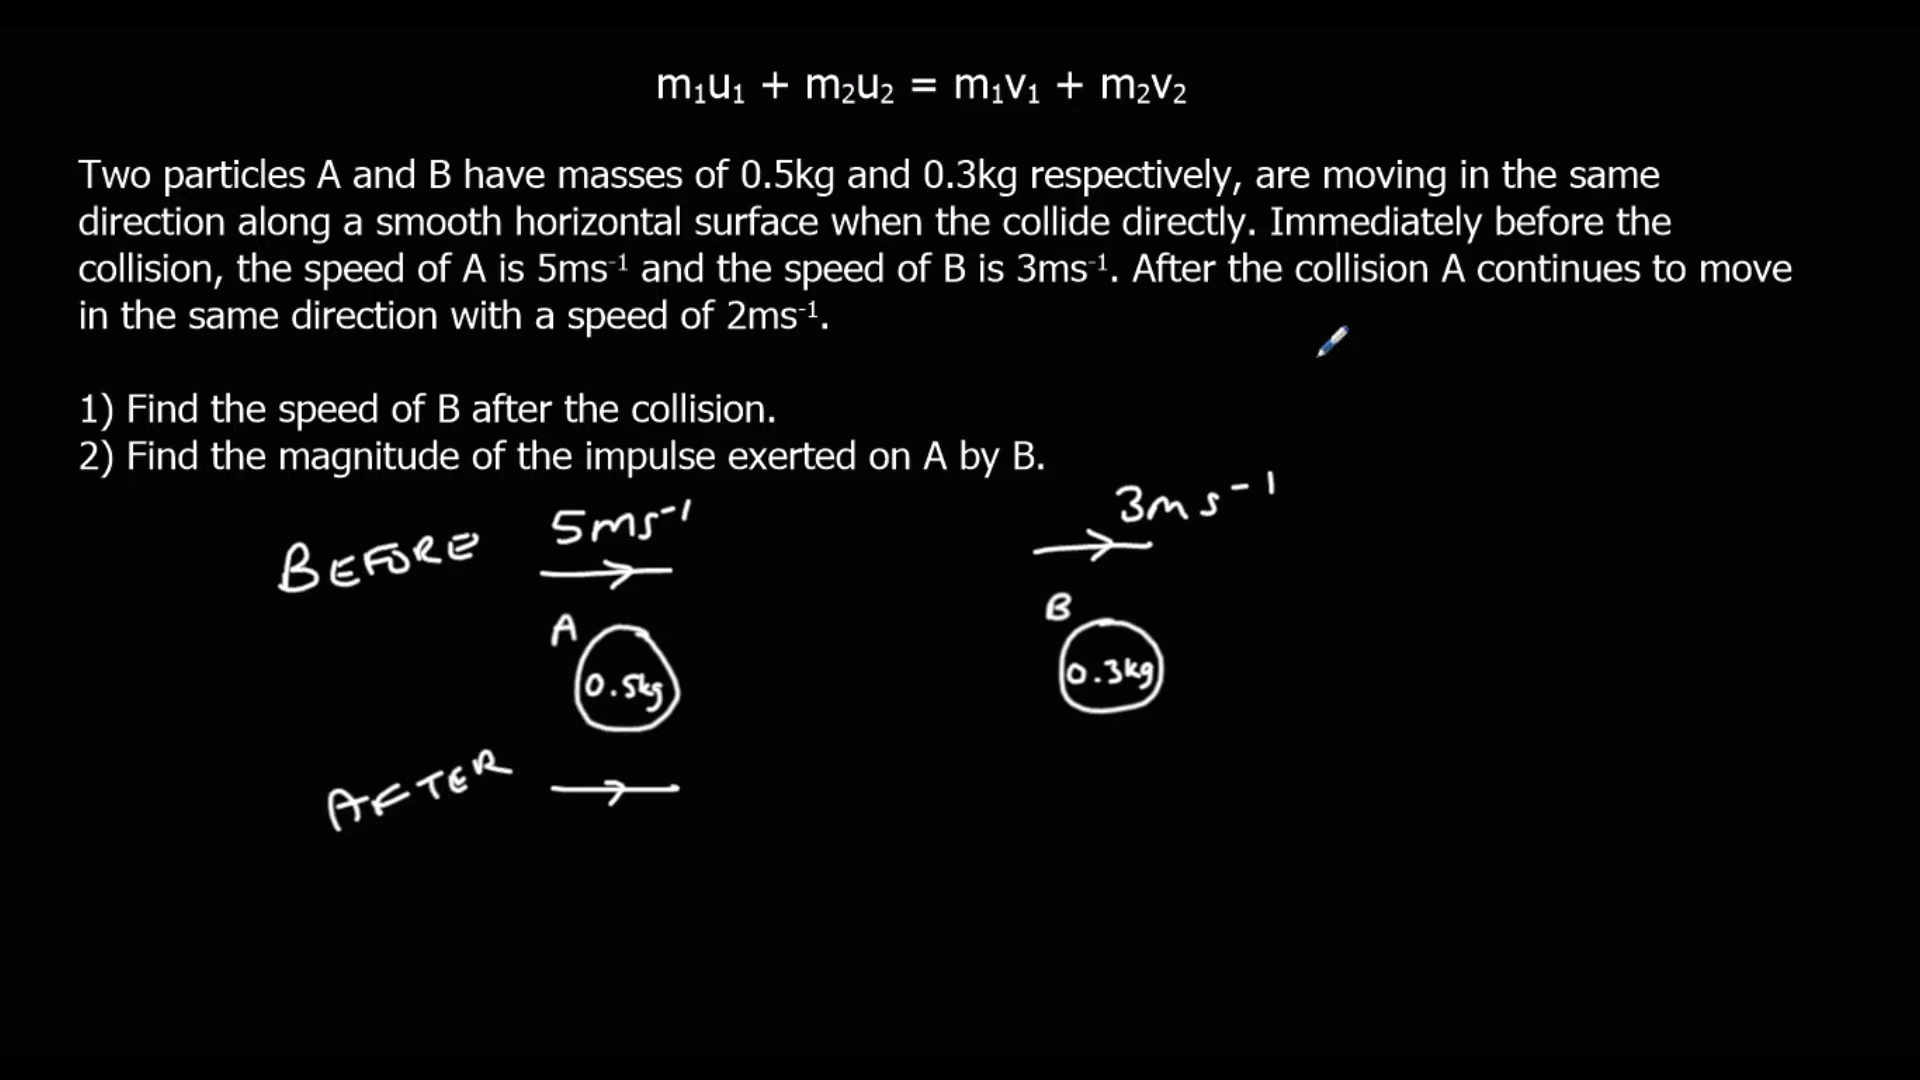 m₁u₁ + m₂u₂ = m₁v₁ + m₂v₂
Two particles A and B have masses of 0.5kg and 0.3kg respectively, are moving in the same
direction along a smooth horizontal surface when the collide directly. Immediately before the
collision, the speed of A is 5ms⁻¹ and the speed of B is 3ms⁻¹. After the collision A continues to move
in the same direction with a speed of 2ms⁻¹.
1) Find the speed of B after the collision.
2) Find the magnitude of the impulse exerted on A by B.
BEFORE 5ms⁻¹ 3ms⁻¹
A B
0.5kg 0.3kg
AFTER